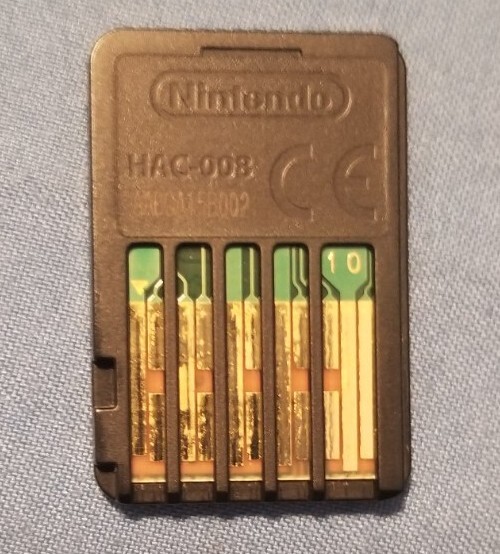 Nintendo
HAC-008
CE
10